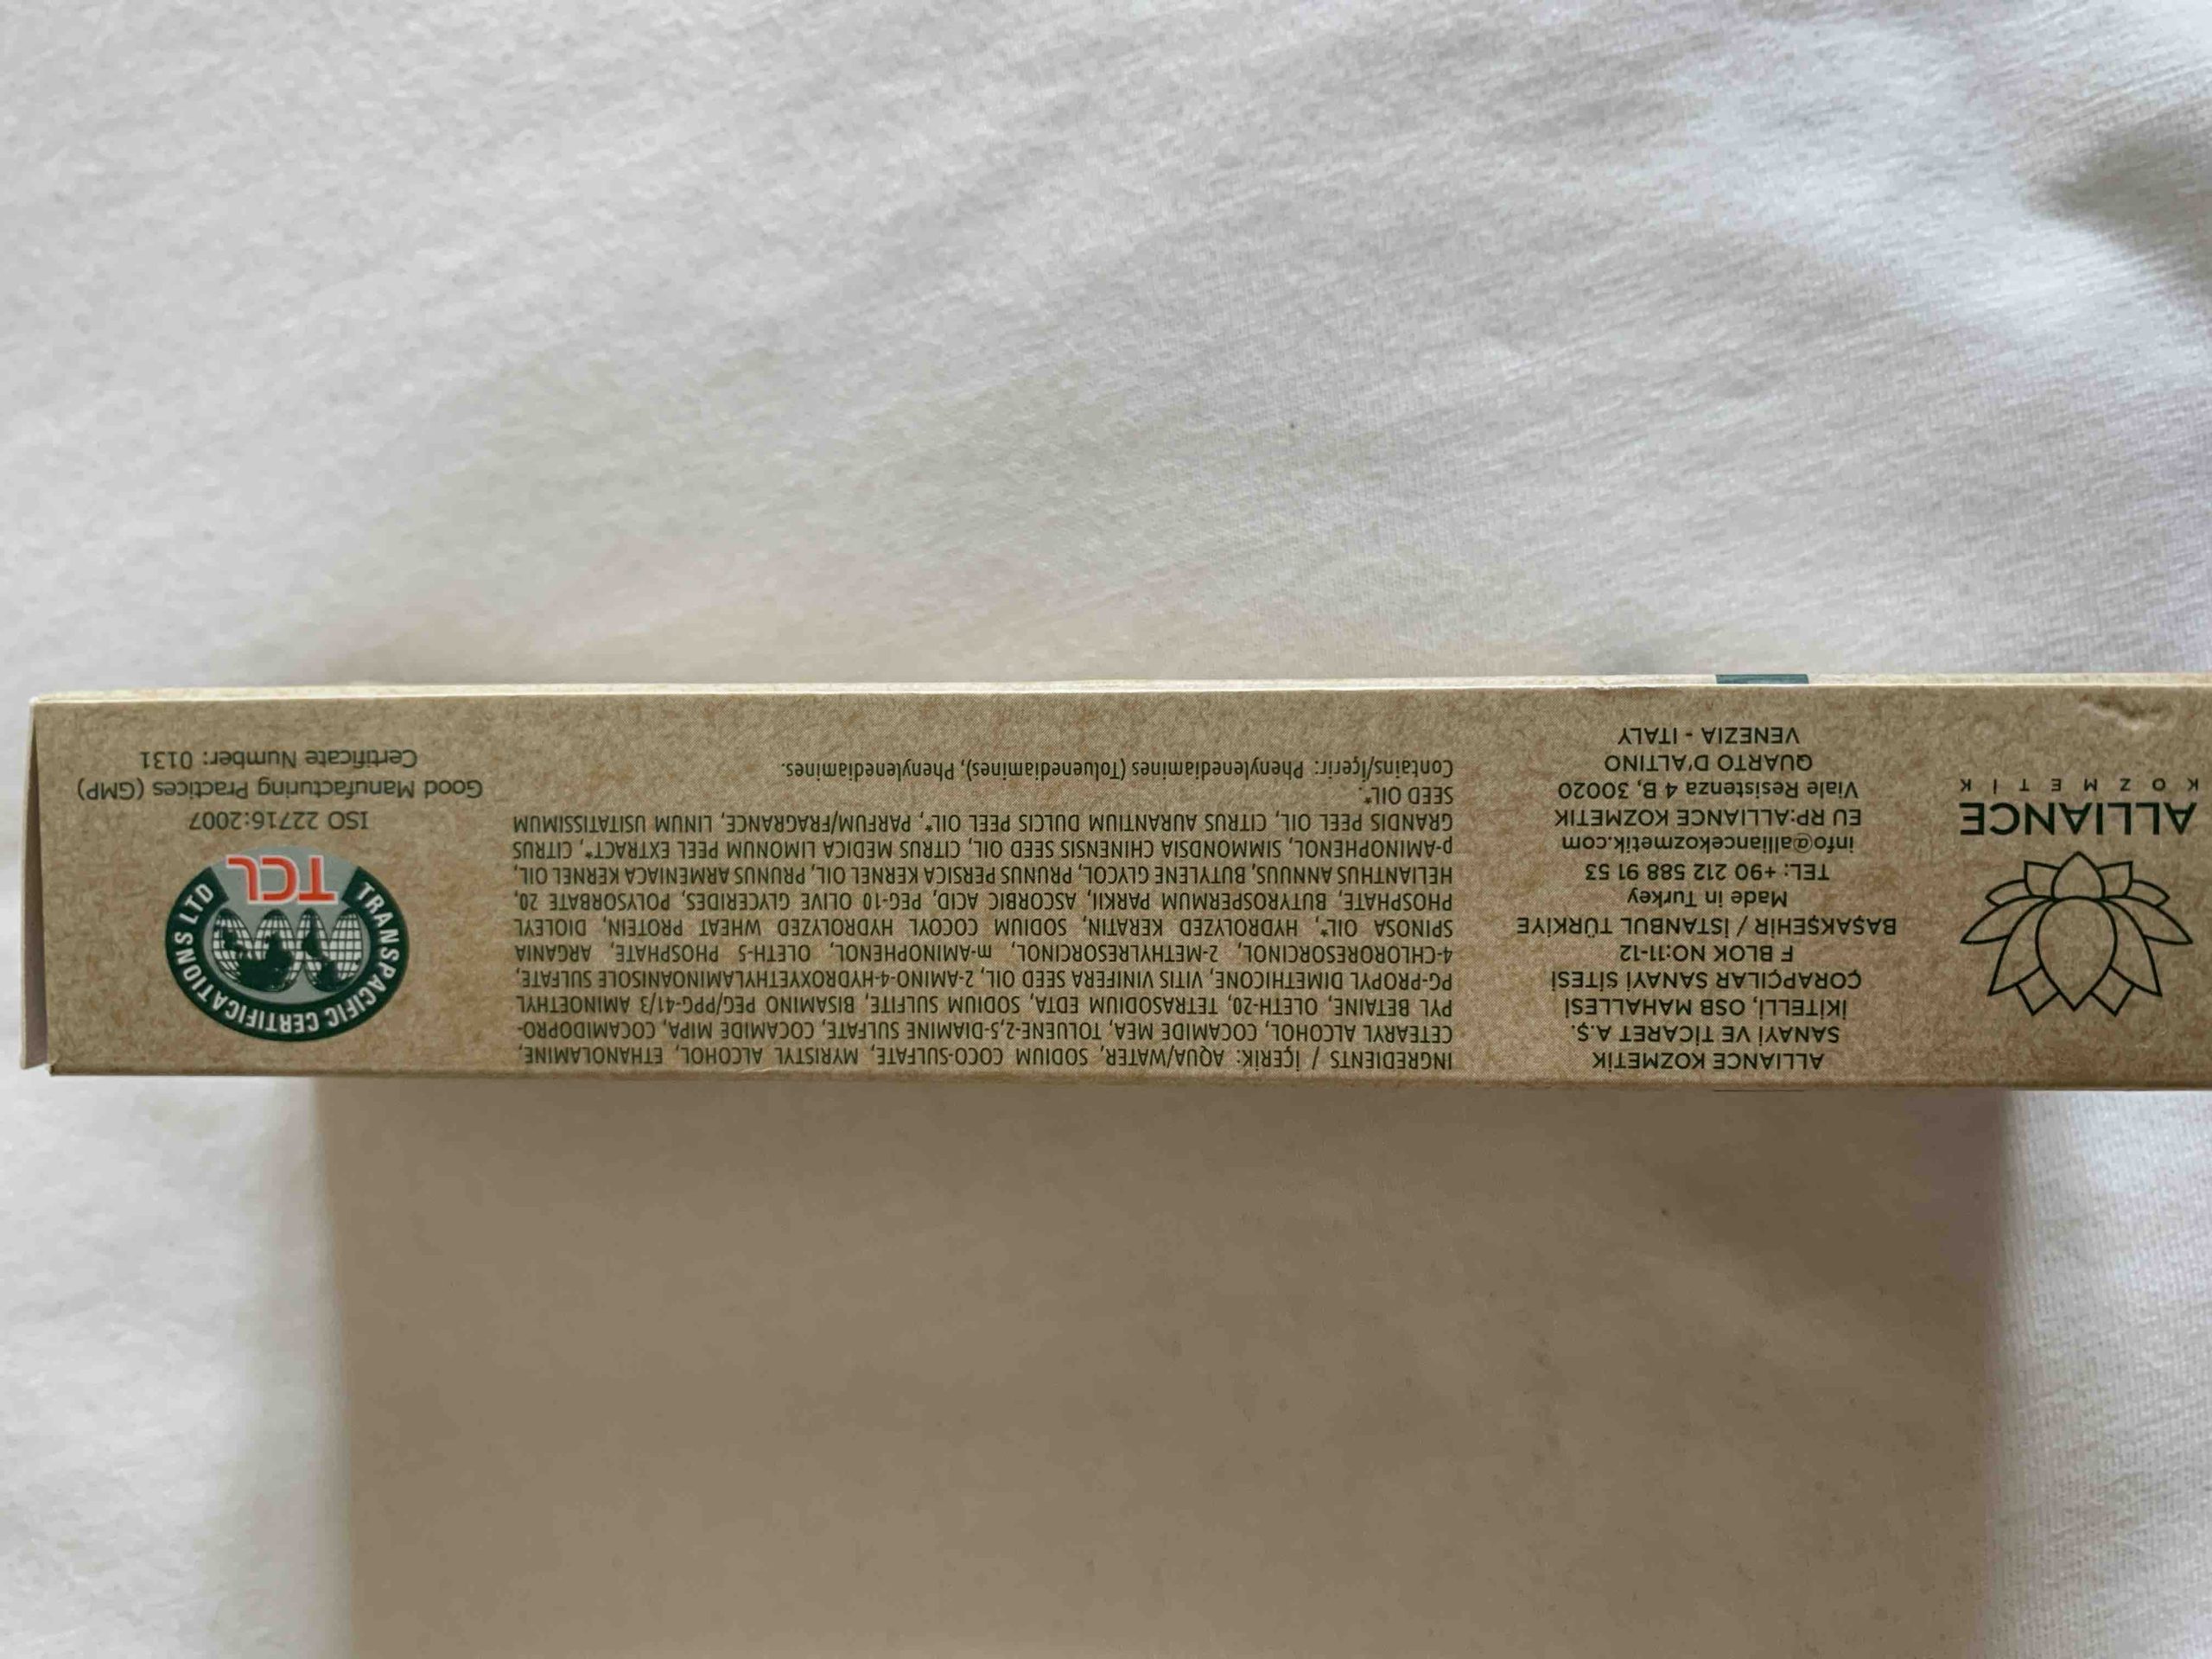 ALLIANCE
KOZMETİK
ALLIANCE KOZMETİK
SANAYİ VE TİCARET A.Ş.
İKİTELLİ, OSB MAHALLESİ
ÇORAPÇILAR SANAYİ SİTESİ
F BLOK NO:11-12
BAŞAKŞEHİR / İSTANBUL TÜRKİYE
Made in Turkey
TEL: +90 212 588 91 53
info@alliancekozmetik.com
EU RP:ALLIANCE KOZMETIK
Viale Resistenza 4 B, 30020
QUARTO D'ALTINO
VENEZIA - ITALY
INGREDIENTS / İÇERİK: AQUA/WATER, SODIUM COCO-SULFATE, MYRISTYL ALCOHOL, ETHANOLAMINE,
CETEARYL ALCOHOL, COCAMIDE MEA, TOLUENE-2,5-DIAMINE SULFATE, COCAMIDE MIPA, COCAMIDOPRO-
PYL BETAINE, OLETH-20, TETRASODIUM EDTA, SODIUM SULFITE, BISAMINO PEG/PPG-41/3 AMINOETHYL
PG-PROPYL DIMETHICONE, VITIS VINIFERA SEED OIL, 2-AMINO-4-HYDROXYETHYLAMINOANISOLE SULFATE,
4-CHLORORESORCINOL, 2-METHYLRESORCINOL, m-AMINOPHENOL, OLETH-5 PHOSPHATE, ARGANIA
SPINOSA OIL*, HYDROLYZED KERATIN, SODIUM COCOYL HYDROLYZED WHEAT PROTEIN, DIOLEYL
PHOSPHATE, BUTYROSPERMUM PARKII, ASCORBIC ACID, PEG-10 OLIVE GLYCERIDES, POLYSORBATE 20,
HELIANTHUS ANNUUS, BUTYLENE GLYCOL, PRUNUS PERSICA KERNEL OIL, PRUNUS ARMENIACA KERNEL OIL,
p-AMINOPHENOL, SIMMONDSIA CHINENSIS SEED OIL, CITRUS MEDICA LIMONUM PEEL EXTRACT*, CITRUS
GRANDIS PEEL OIL, CITRUS AURANTIUM DULCIS PEEL OIL*, PARFUM/FRAGRANCE, LINUM USITATISSIMUM
SEED OIL*.
Contains/İçerir: Phenylenediamines (Toluenediamines), Phenylenediamines.
TRANSPACIFIC CERTIFICATIONS LTD
TCL
ISO 22716:2007
Good Manufacturing Practices (GMP)
Certificate Number: 0131